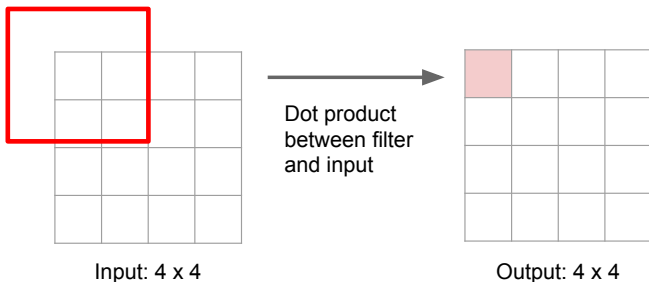 Dot product
between filter
and input
Input: 4 x 4
Output: 4 x 4